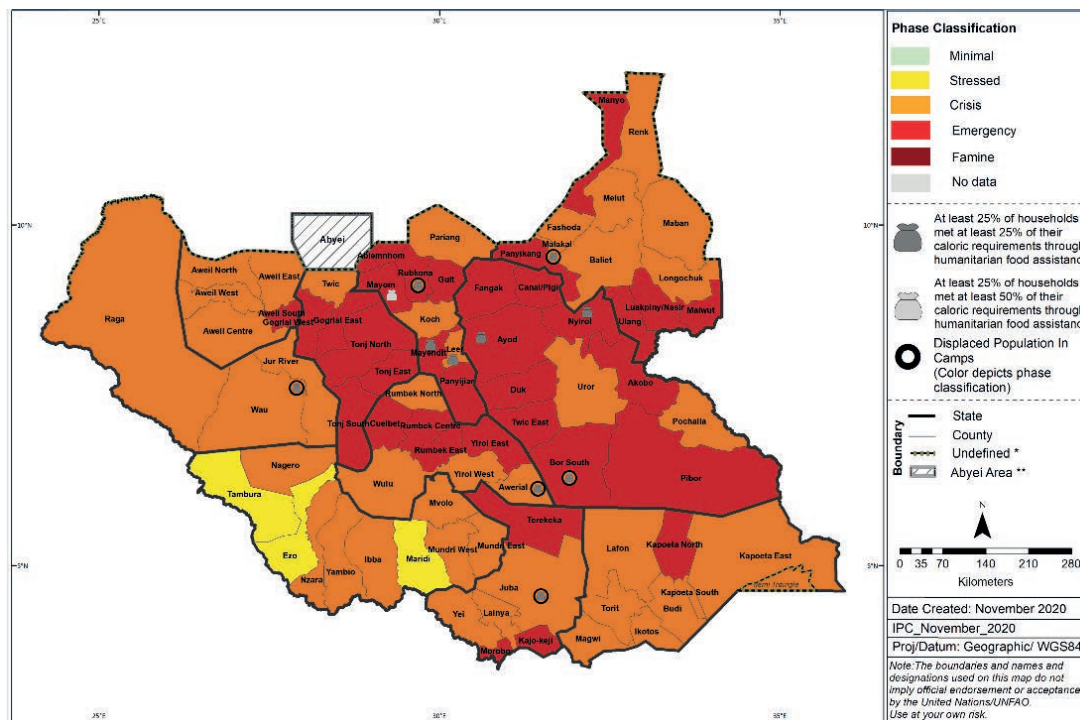 25°E
30°E
35°E
10°N
10°N
5°N
5°N
25°E
30°E
35°E
Manyo
Renk
Melut
Maban
Fashoda
Malakal
Panyikang
Baliet
Longochuk
Abyei
Pariang
Abiemnhom
Rubkona
Guit
Mayom
Aweil North
Aweil East
Twic
Aweil West
Aweil South
Gogrial West
Gogrial East
Aweil Centre
Raga
Koch
Fangak
Canal/Pigi
Nyirol
Luakpiny/Nasir
Maiwut
Ulang
Tonj North
Mayendit
Leer
Ayod
Jur River
Tonj East
Panyijiar
Duk
Uror
Akobo
Rumbek North
Wau
Pochalla
Tonj South
Cueibet
Rumbek Centre
Twic East
Rumbek East
Yirol East
Bor South
Pibor
Nagero
Wulu
Yirol West
Awerial
Tambura
Mvolo
Terekeka
Ezo
Maridi
Mundri West
Mundri East
Lafon
Kapoeta North
Kapoeta East
Ibba
Yambio
Nzara
Juba
Kapoeta South
Yei
Lainya
Torit
Budi
Magwi
Ikotos
Kajo-keji
Morobo
Phase Classification
Minimal
Stressed
Crisis
Emergency
Famine
No data
At least 25% of households
met at least 25% of their
caloric requirements through
humanitarian food assistance
At least 25% of households
met at least 50% of their
caloric requirements through
humanitarian food assistance
Displaced Population In
Camps
(Color depicts phase
classification)
Boundary
State
County
Undefined *
Abyei Area **
N
0 35 70 140 210 280
Kilometers
Date Created: November 2020
IPC_November_2020
Proj/Datum: Geographic/ WGS84
Note:The boundaries and names and
designations used on this map do not
imply official endorsement or acceptance
by the United Nations/UNFAO.
Use at your own risk.